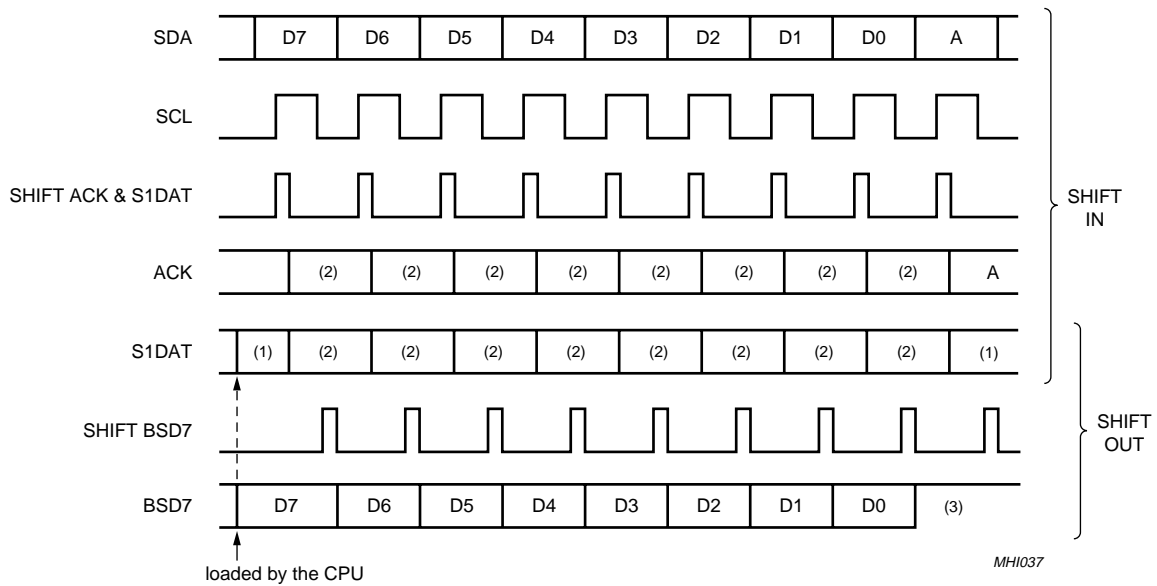 SDA D7 D6 D5 D4 D3 D2 D1 D0 A
SCL
SHIFT ACK & S1DAT
SHIFT
IN
ACK (2) (2) (2) (2) (2) (2) (2) (2) A
S1DAT (1) (2) (2) (2) (2) (2) (2) (2) (2) (1)
SHIFT BSD7
SHIFT
OUT
BSD7 D7 D6 D5 D4 D3 D2 D1 D0 (3)
loaded by the CPU
MHI037